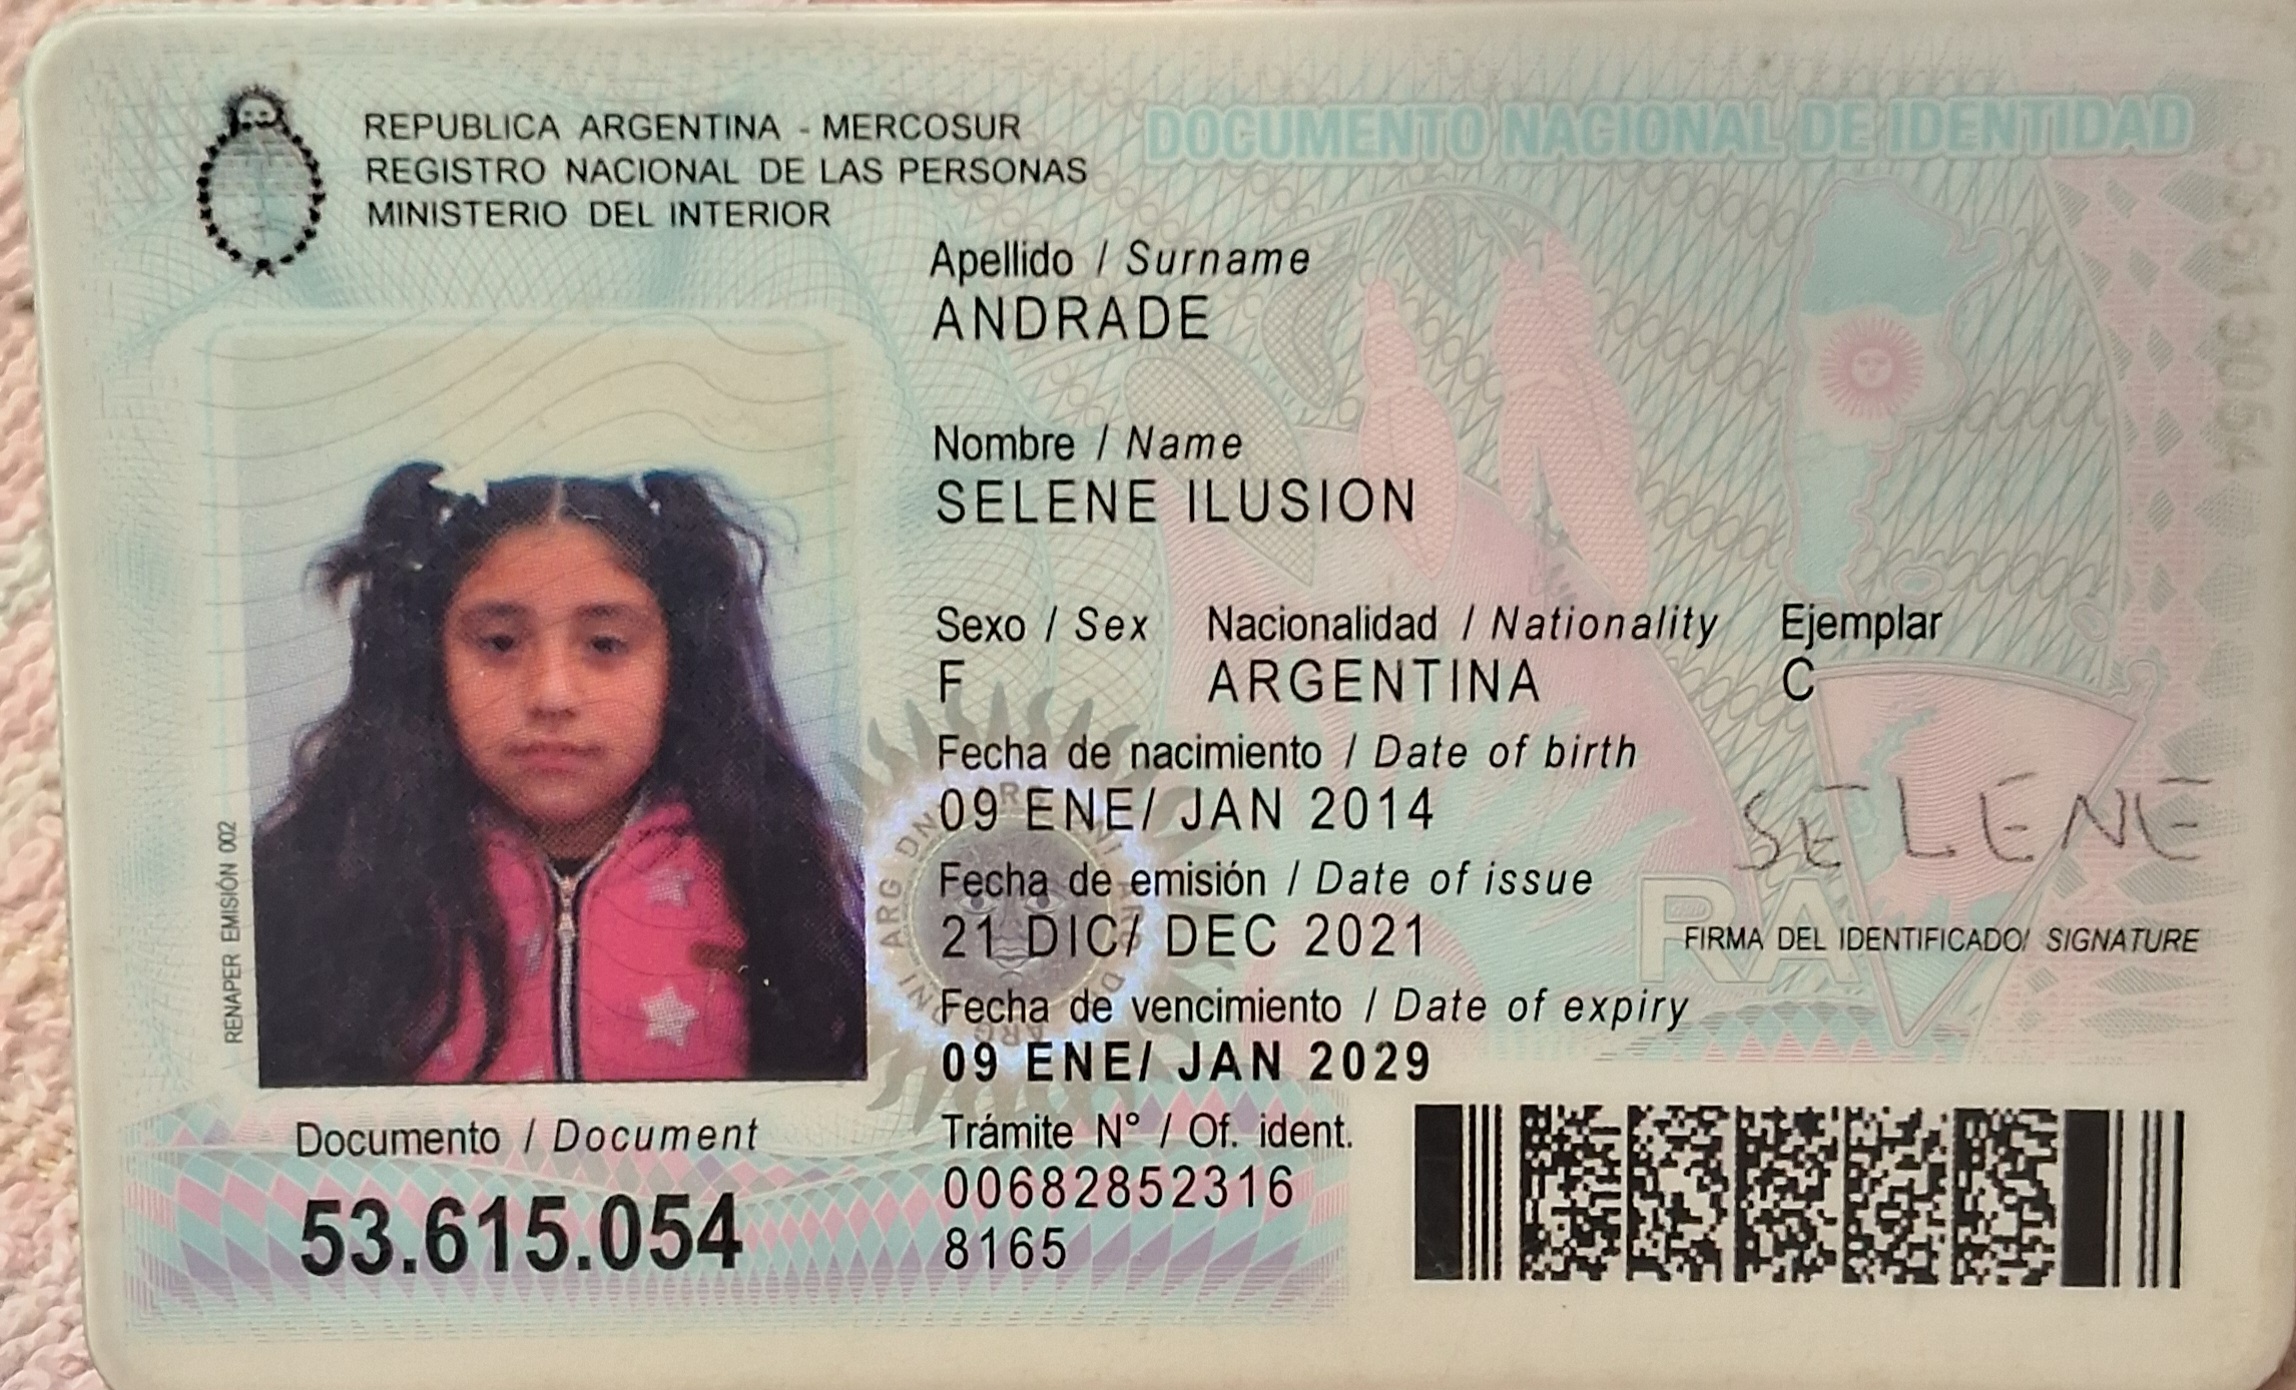 REPUBLICA ARGENTINA - MERCOSUR
REGISTRO NACIONAL DE LAS PERSONAS
MINISTERIO DEL INTERIOR
DOCUMENTO NACIONAL DE IDENTIDAD
Apellido / Surname
ANDRADE
Nombre / Name
SELENE ILUSION
Sexo / Sex Nacionalidad / Nationality Ejemplar
F ARGENTINA C
Fecha de nacimiento / Date of birth
09 ENE/ JAN 2014
Fecha de emisión / Date of issue
21 DIC/ DEC 2021
Fecha de vencimiento / Date of expiry
09 ENE/ JAN 2029
SELENE
RA
FIRMA DEL IDENTIFICADO/ SIGNATURE
RENAPER EMISIÓN 002
Documento / Document
53.615.054
Trámite N° / Of. ident.
00682852316
8165
53615054